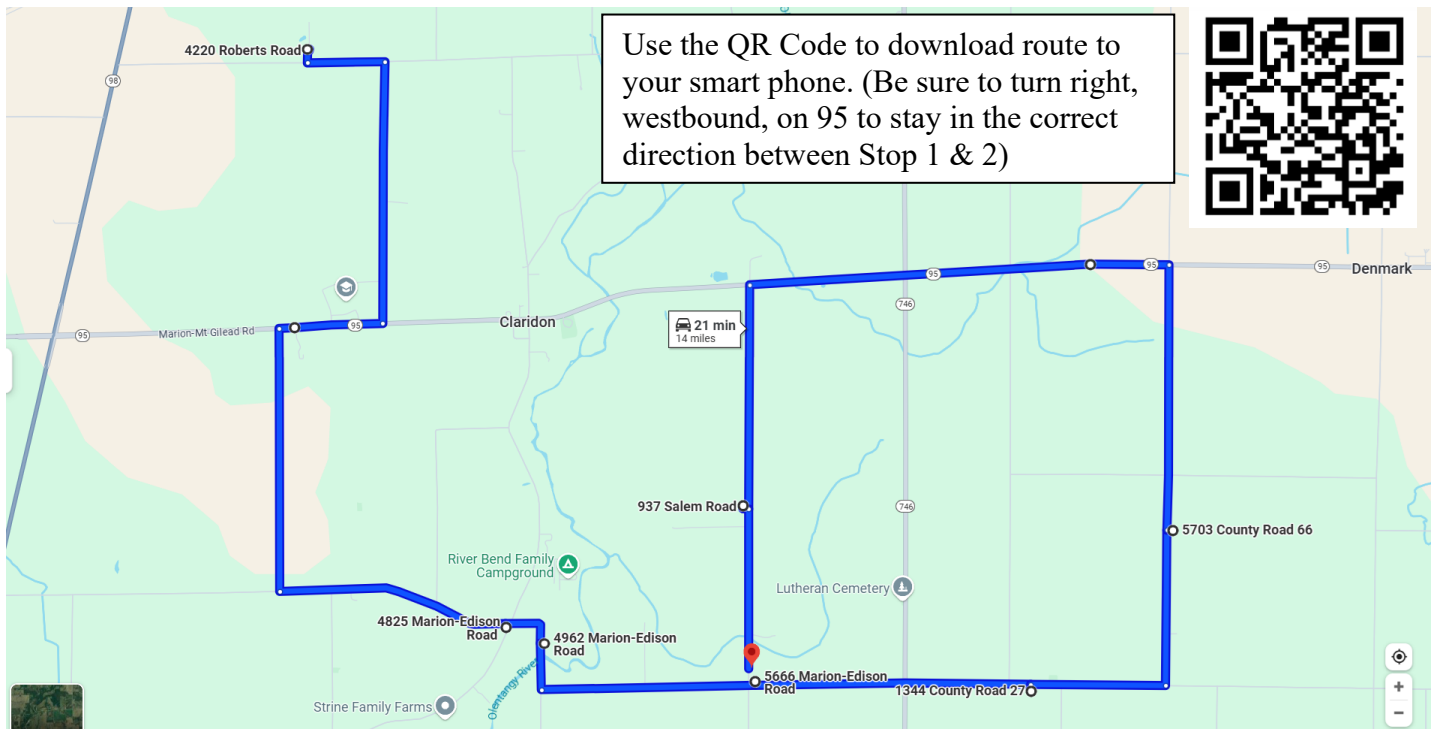 4220 Roberts Road
Use the QR Code to download route to
your smart phone. (Be sure to turn right,
westbound, on 95 to stay in the correct
direction between Stop 1 & 2)
98
95
95
Denmark
95
746
Claridon
21 min
14 miles
95
Marion-Mt Gilead Rd
95
937 Salem Road
746
5703 County Road 66
River Bend Family
Campground
Lutheran Cemetery
4825 Marion-Edison
Road
4962 Marion-Edison
Road
5666 Marion-Edison
Road
1344 County Road 27
Olentangy River
Strine Family Farms
+
−